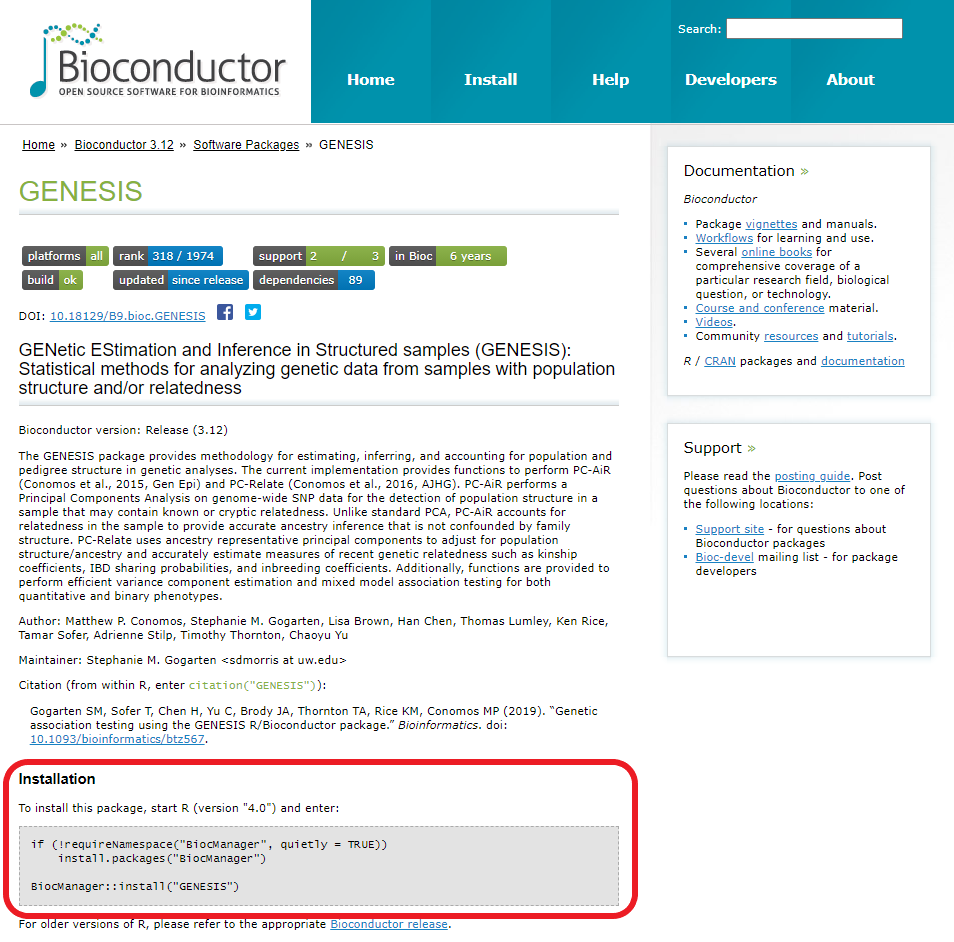 Bioconductor
OPEN SOURCE SOFTWARE FOR BIOINFORMATICS
Search:
Home Install Help Developers About
Home » Bioconductor 3.12 » Software Packages » GENESIS
GENESIS
platforms all rank 318 / 1974 support 2 / 3 in Bioc 6 years
build ok updated since release dependencies 89
DOI: 10.18129/B9.bioc.GENESIS
GENetic EStimation and Inference in Structured samples (GENESIS):
Statistical methods for analyzing genetic data from samples with population
structure and/or relatedness
Bioconductor version: Release (3.12)
The GENESIS package provides methodology for estimating, inferring, and accounting for population and
pedigree structure in genetic analyses. The current implementation provides functions to perform PC-AiR
(Conomos et al., 2015, Gen Epi) and PC-Relate (Conomos et al., 2016, AJHG). PC-AiR performs a
Principal Components Analysis on genome-wide SNP data for the detection of population structure in a
sample that may contain known or cryptic relatedness. Unlike standard PCA, PC-AiR accounts for
relatedness in the sample to provide accurate ancestry inference that is not confounded by family
structure. PC-Relate uses ancestry representative principal components to adjust for population
structure/ancestry and accurately estimate measures of recent genetic relatedness such as kinship
coefficients, IBD sharing probabilities, and inbreeding coefficients. Additionally, functions are provided to
perform efficient variance component estimation and mixed model association testing for both
quantitative and binary phenotypes.
Author: Matthew P. Conomos, Stephanie M. Gogarten, Lisa Brown, Han Chen, Thomas Lumley, Ken Rice,
Tamar Sofer, Adrienne Stilp, Timothy Thornton, Chaoyu Yu
Maintainer: Stephanie M. Gogarten <sdmorris at uw.edu>
Citation (from within R, enter citation("GENESIS")):
Gogarten SM, Sofer T, Chen H, Yu C, Brody JA, Thornton TA, Rice KM, Conomos MP (2019). “Genetic
association testing using the GENESIS R/Bioconductor package.” Bioinformatics. doi:
10.1093/bioinformatics/btz567.
Installation
To install this package, start R (version "4.0") and enter:
if (!requireNamespace("BiocManager", quietly = TRUE))
    install.packages("BiocManager")
BiocManager::install("GENESIS")
For older versions of R, please refer to the appropriate Bioconductor release.
Documentation »
Bioconductor
• Package vignettes and manuals.
• Workflows for learning and use.
• Several online books for
comprehensive coverage of a
particular research field, biological
question, or technology.
• Course and conference material.
• Videos.
• Community resources and tutorials.
R / CRAN packages and documentation
Support »
Please read the posting guide. Post
questions about Bioconductor to one of
the following locations:
• Support site - for questions about
Bioconductor packages
• Bioc-devel mailing list - for package
developers